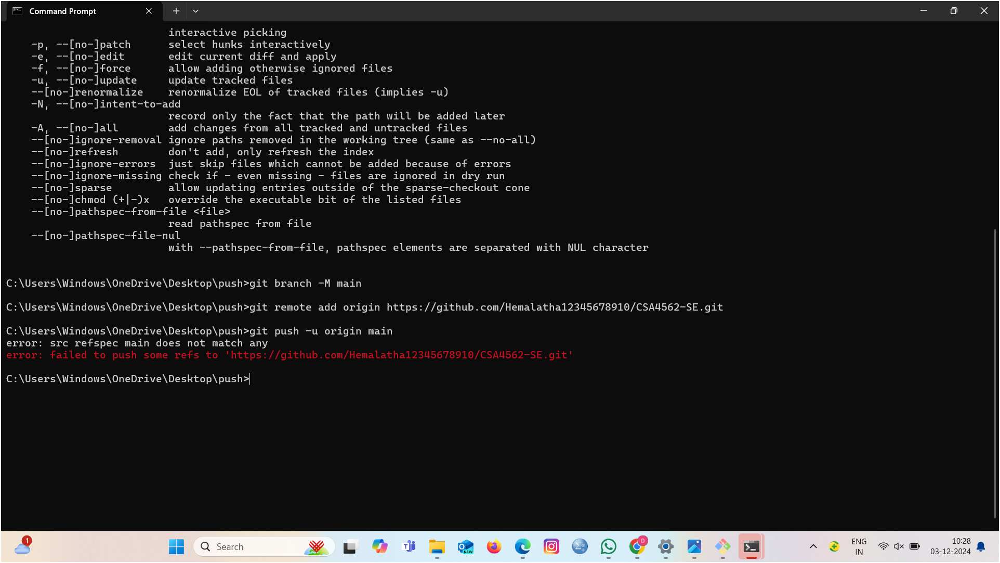 Command Prompt
interactive picking
-p, --[no-]patch      select hunks interactively
-e, --[no-]edit       edit current diff and apply
-f, --[no-]force      allow adding otherwise ignored files
-u, --[no-]update     update tracked files
--[no-]renormalize    renormalize EOL of tracked files (implies -u)
-N, --[no-]intent-to-add
record only the fact that the path will be added later
-A, --[no-]all        add changes from all tracked and untracked files
--[no-]ignore-removal ignore paths removed in the working tree (same as --no-all)
--[no-]refresh        don't add, only refresh the index
--[no-]ignore-errors  just skip files which cannot be added because of errors
--[no-]ignore-missing check if - even missing - files are ignored in dry run
--[no-]sparse         allow updating entries outside of the sparse-checkout cone
--[no-]chmod (+|-)x   override the executable bit of the listed files
--[no-]pathspec-from-file <file>
read pathspec from file
--[no-]pathspec-file-nul
with --pathspec-from-file, pathspec elements are separated with NUL character
C:\Users\Windows\OneDrive\Desktop\push>git branch -M main
C:\Users\Windows\OneDrive\Desktop\push>git remote add origin https://github.com/Hemalatha12345678910/CSA4562-SE.git
C:\Users\Windows\OneDrive\Desktop\push>git push -u origin main
error: src refspec main does not match any
error: failed to push some refs to 'https://github.com/Hemalatha12345678910/CSA4562-SE.git'
C:\Users\Windows\OneDrive\Desktop\push>
1
Search
NEW
D
ENG
IN
10:28
03-12-2024